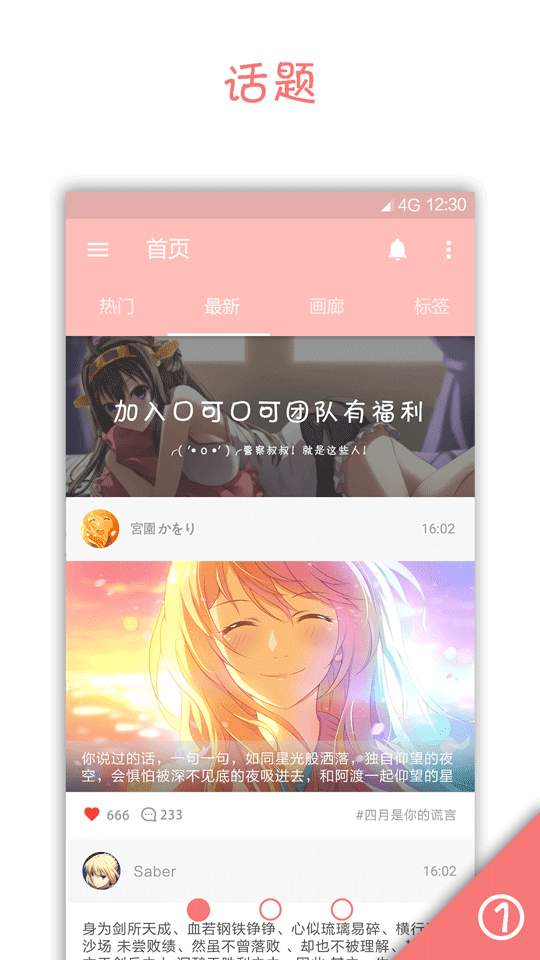 话题
4G 12:30
首页
热门 最新 画廊 标签
加入口可口可团队有福利
╭( '• o •' )╭警察叔叔! 就是这些人!
宮園かをり 16:02
你说过的话，一句一句，如同星光般洒落，独自仰望的夜
空，会惧怕被深不见底的夜吸进去，和阿渡一起仰望的星
666 233 #四月是你的谎言
Saber 16:02
身为剑所天成、血若钢铁铮铮、心似琉璃易碎、横行
沙场 未尝败绩、然虽不曾落败 、却也不被理解、
1